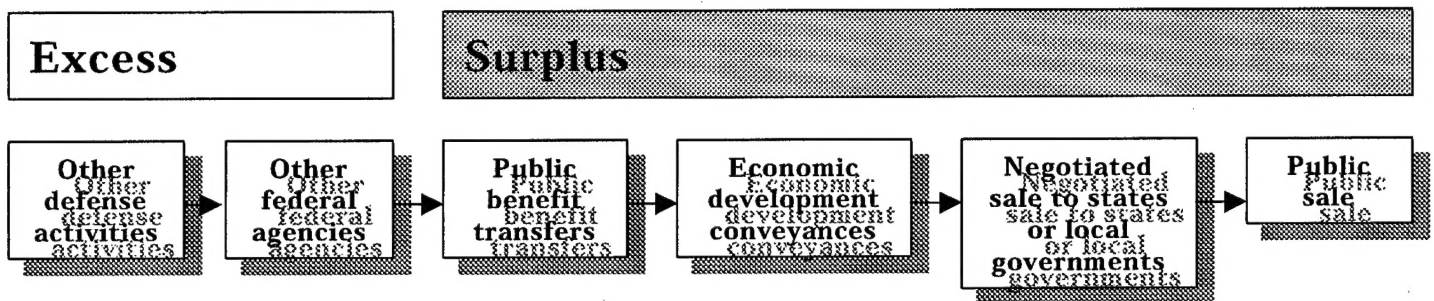 Excess
Surplus
Other
defense
activities
Other
federal
agencies
Public
benefit
transfers
Economic
development
conveyances
Negotiated
sale to states
or local
governments
Public
sale